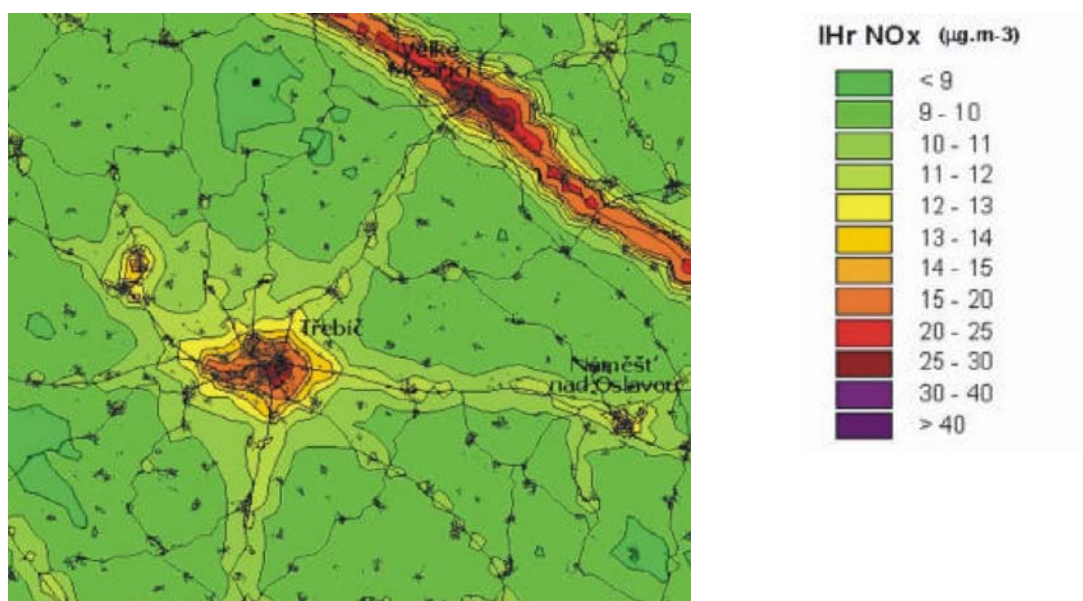 Velké
Meziříčí
Třebíč
Náměšť
nad Oslavou
IHr NOx (µg.m-3)
< 9
9 - 10
10 - 11
11 - 12
12 - 13
13 - 14
14 - 15
15 - 20
20 - 25
25 - 30
30 - 40
> 40